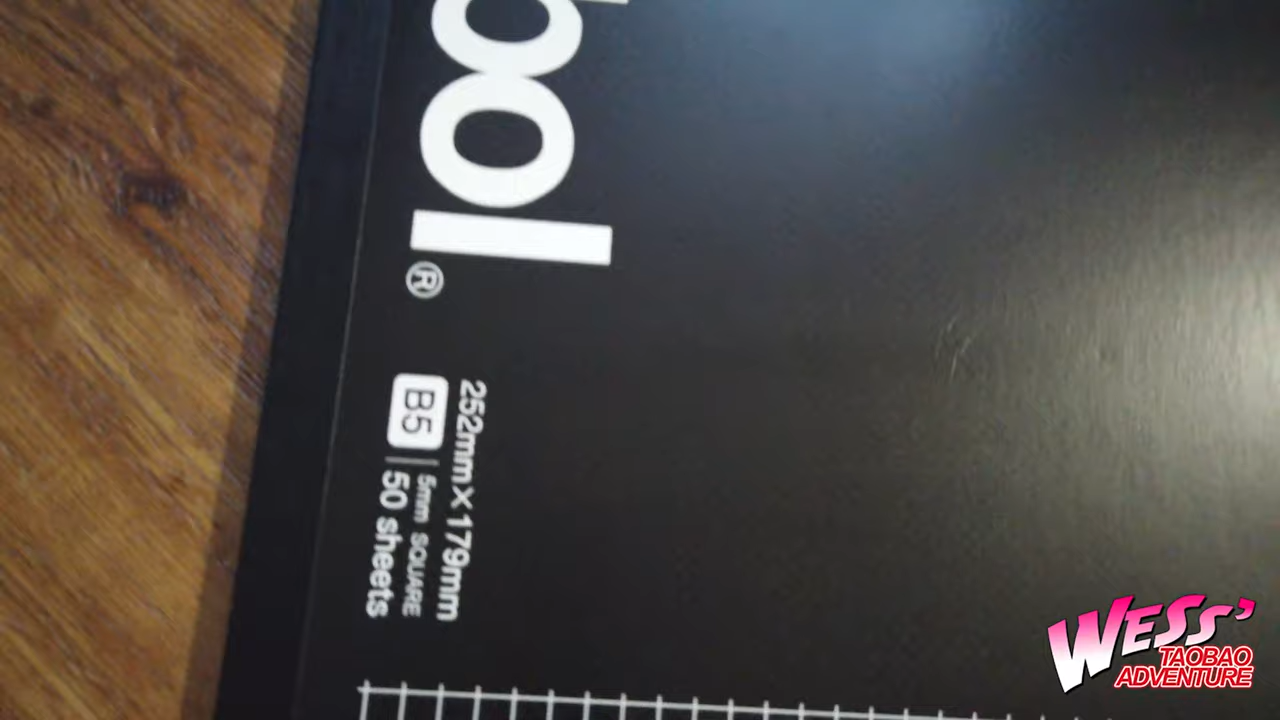 ool®
252mm×179mm
B5
5mm SQUARE
50 sheets
WESS'
TAOBAO
ADVENTURE